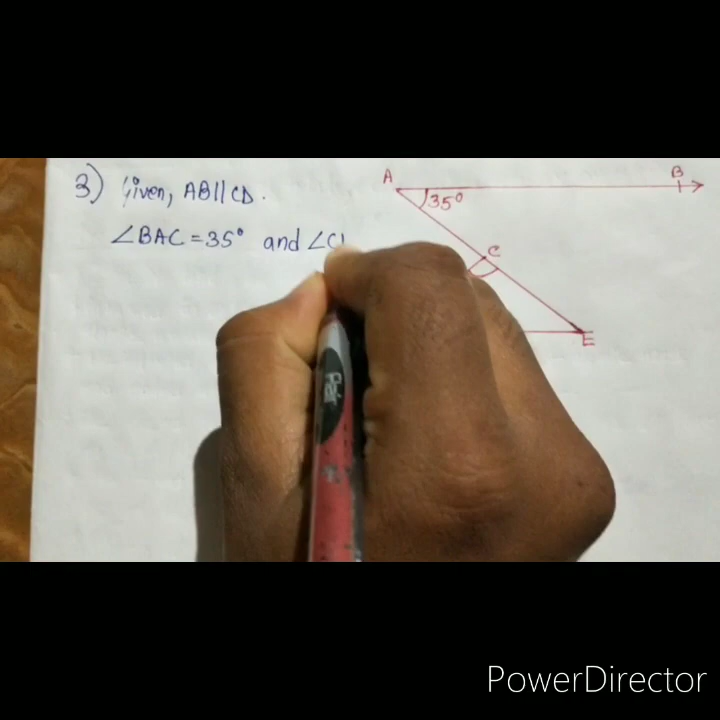 3) Given, AB||CD.
∠BAC = 35° and ∠C
A
B
35°
C
E
PowerDirector